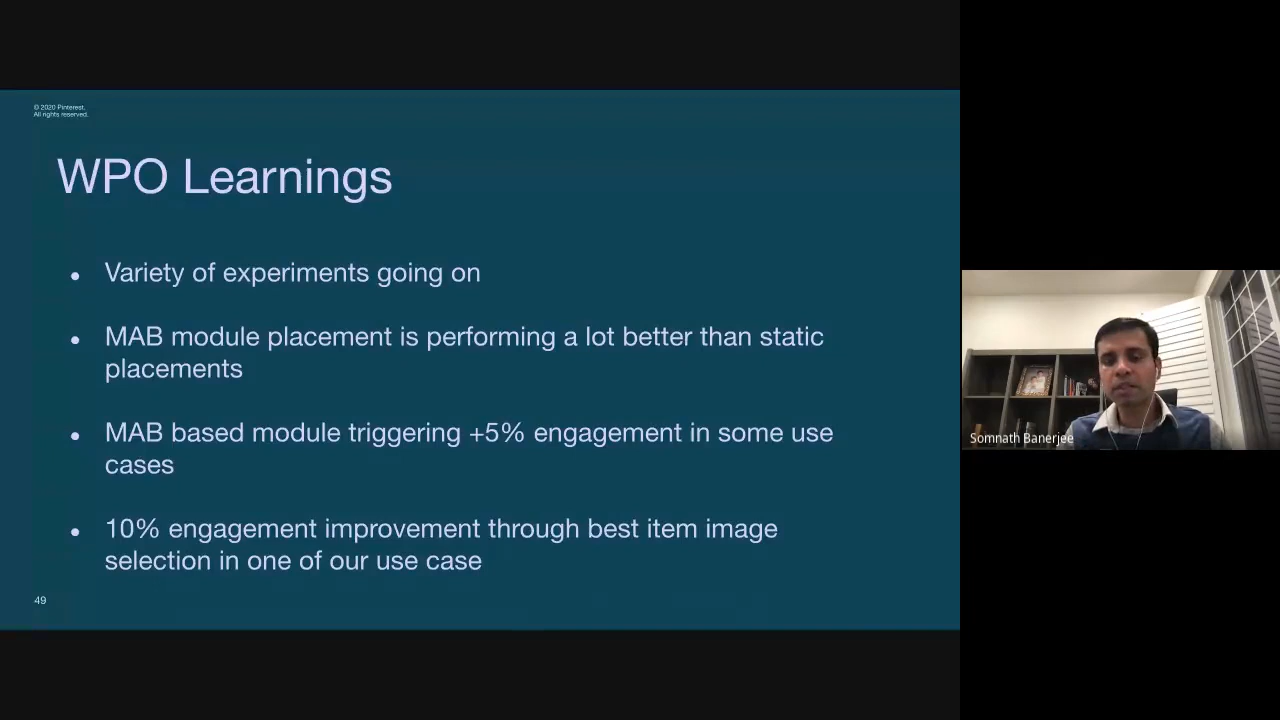 © 2020 Pinterest.
All rights reserved.
WPO Learnings
● Variety of experiments going on
● MAB module placement is performing a lot better than static
placements
● MAB based module triggering +5% engagement in some use
cases
● 10% engagement improvement through best item image
selection in one of our use case
49
Somnath Banerjee